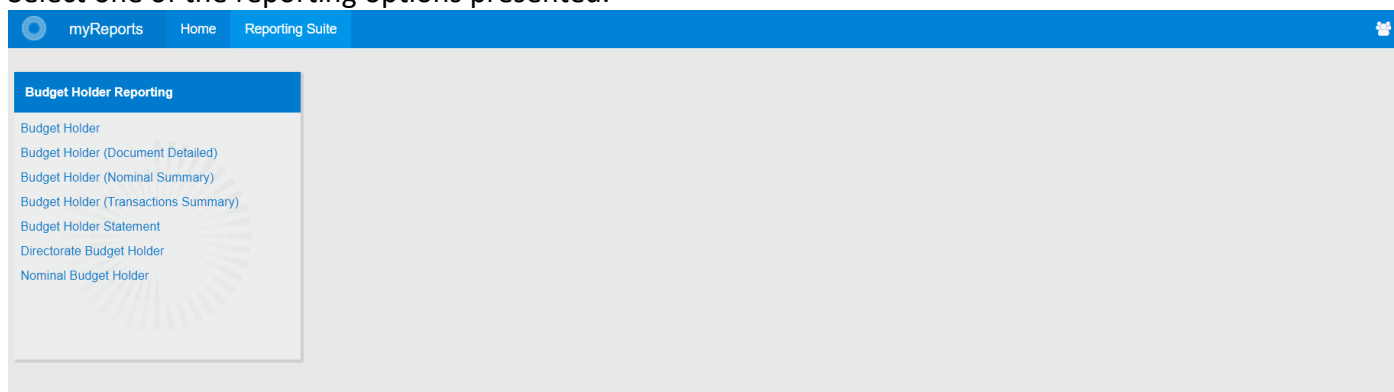 Select one of the reporting options presented.
myReports Home Reporting Suite
Budget Holder Reporting
Budget Holder
Budget Holder (Document Detailed)
Budget Holder (Nominal Summary)
Budget Holder (Transactions Summary)
Budget Holder Statement
Directorate Budget Holder
Nominal Budget Holder